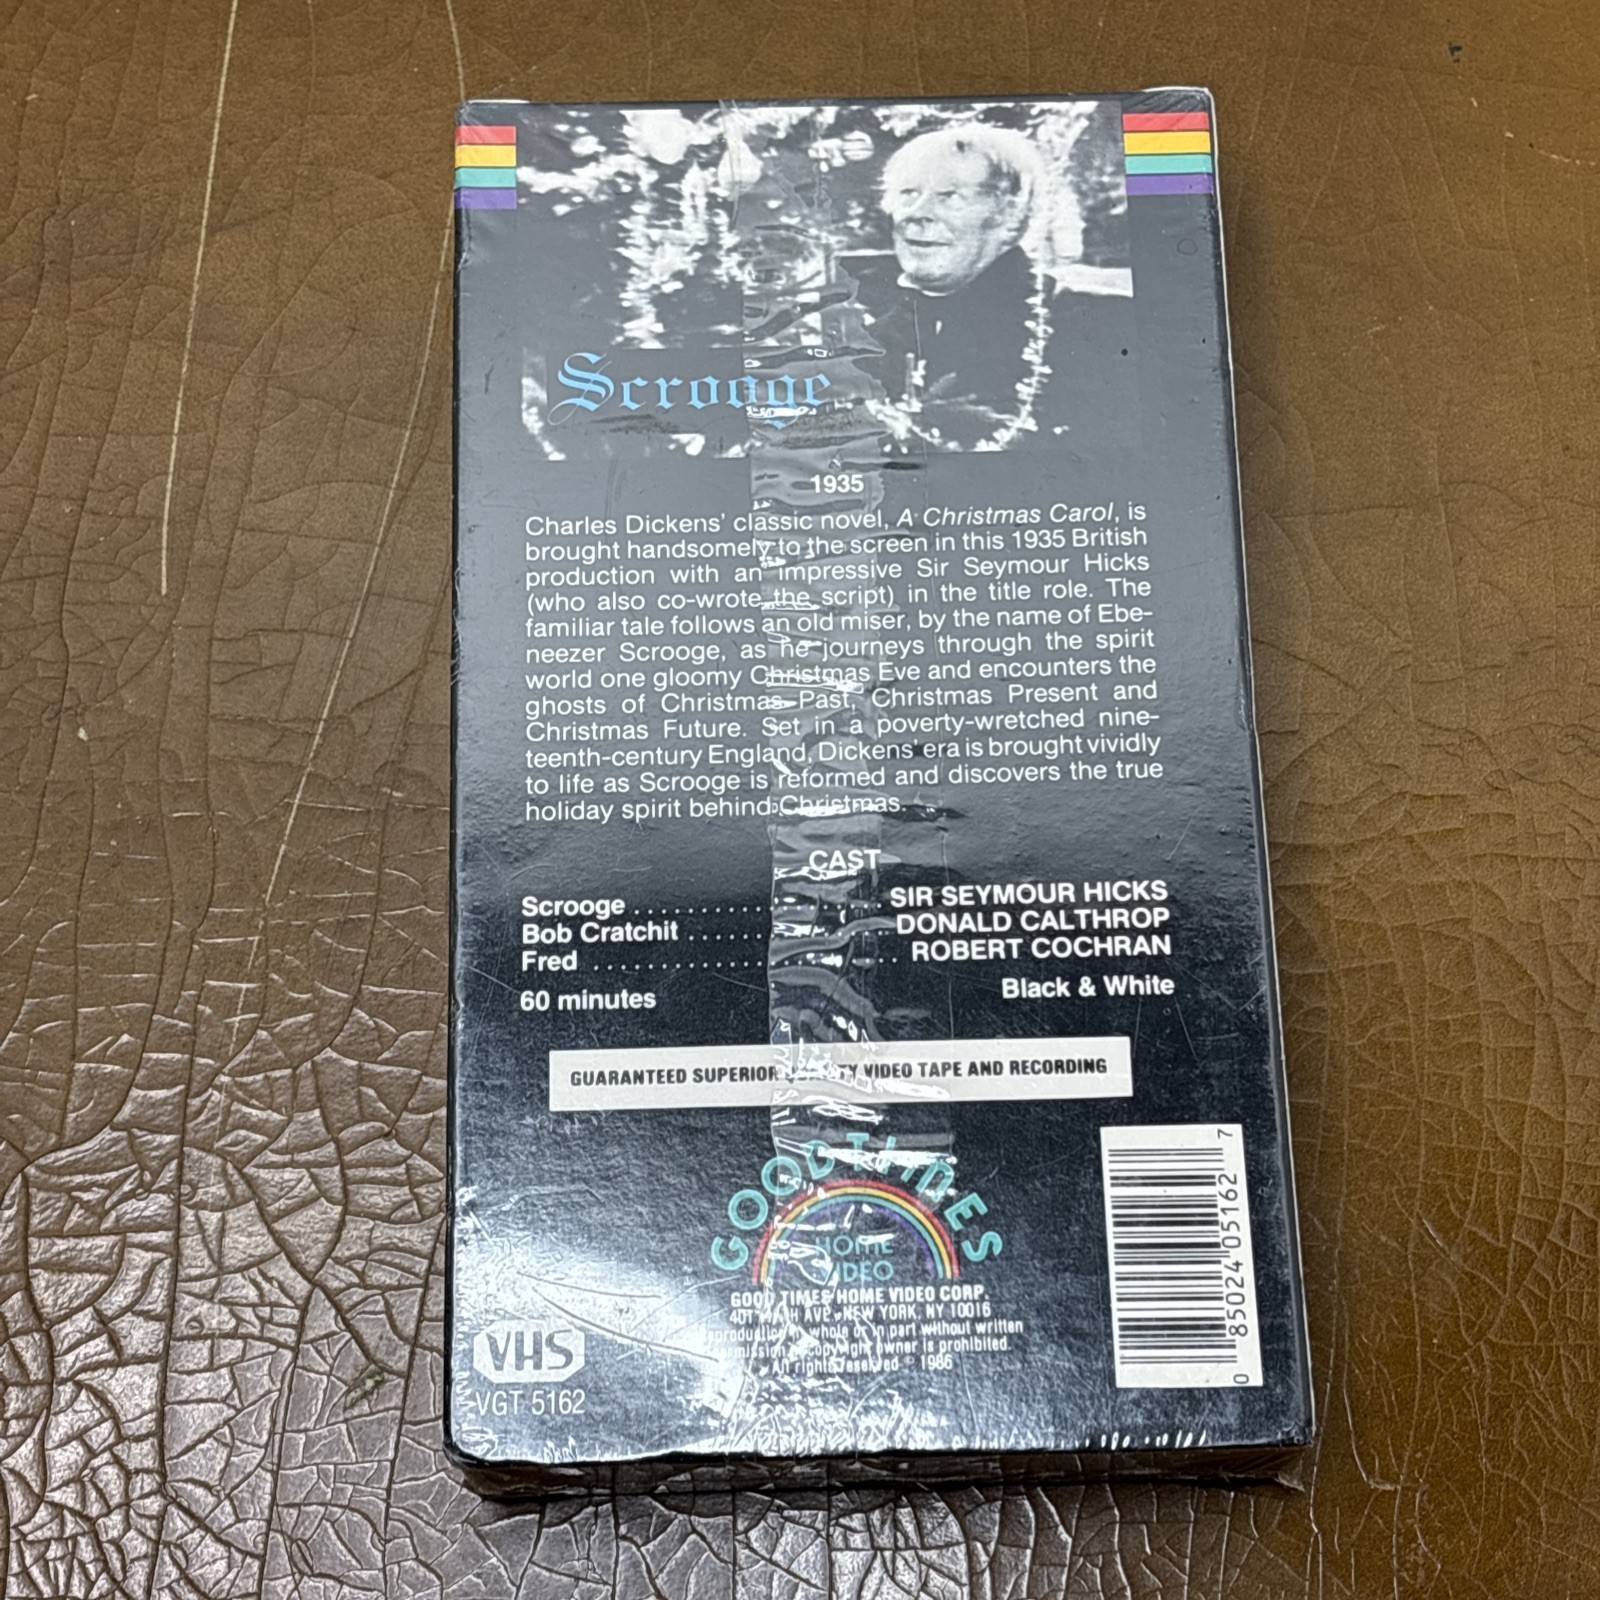 Scrooge
1935
Charles Dickens' classic novel, A Christmas Carol, is
brought handsomely to the screen in this 1935 British
production with an impressive Sir Seymour Hicks
(who also co-wrote the script) in the title role. The
familiar tale follows an old miser, by the name of Ebe-
neezer Scrooge, as he journeys through the spirit
world one gloomy Christmas Eve and encounters the
ghosts of Christmas Past, Christmas Present and
Christmas Future. Set in a poverty-wretched nine-
teenth-century England, Dickens' era is brought vividly
to life as Scrooge is reformed and discovers the true
holiday spirit behind Christmas.
CAST
Scrooge .................... SIR SEYMOUR HICKS
Bob Cratchit ................ DONALD CALTHROP
Fred ........................ ROBERT COCHRAN
60 minutes Black & White
GUARANTEED SUPERIOR VIDEO TAPE AND RECORDING
GOOD TIMES
HOME
VIDEO
GOOD TIMES HOME VIDEO CORP.
401 AVE • NEW YORK, NY 10016
in whole or in part without written
copyright owner is prohibited.
All rights reserved © 1986
VHS
VGT 5162
0 85024 05162 7